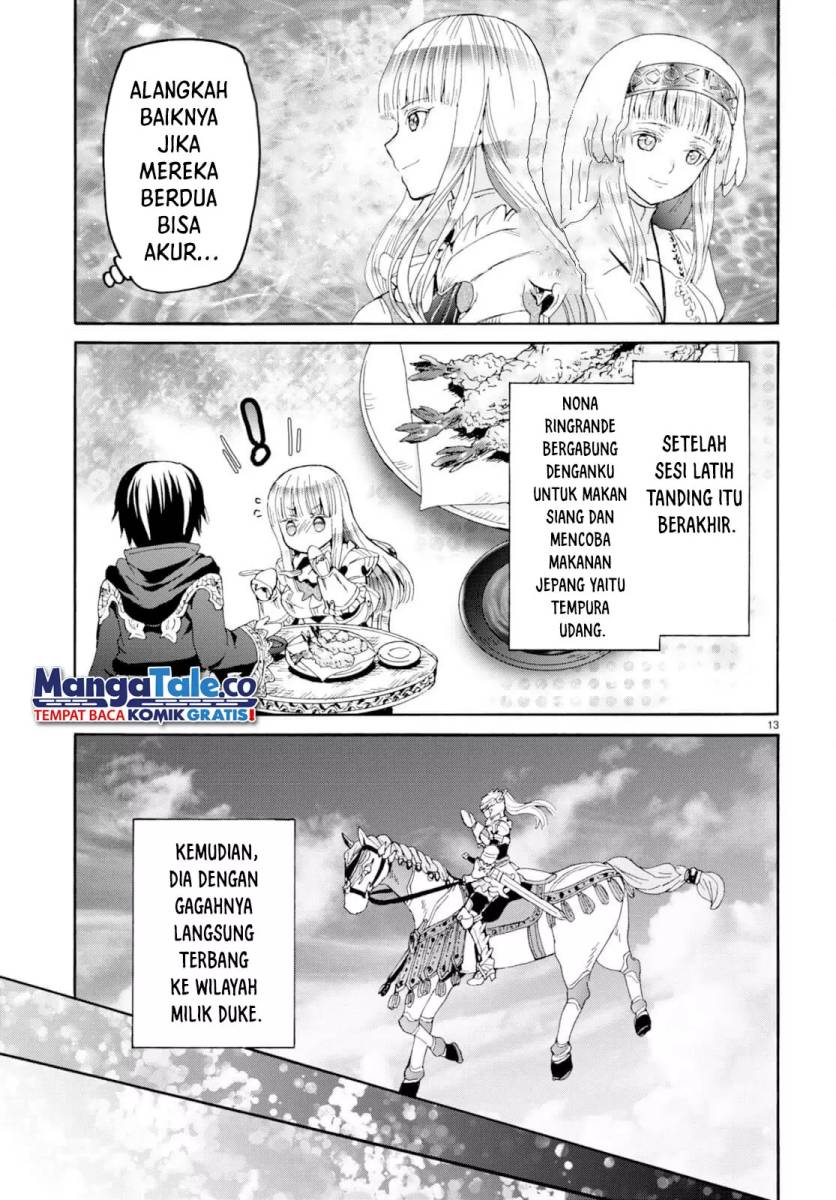 ALANGKAH
BAIKNYA
JIKA
MEREKA
BERDUA
BISA
AKUR...
!
SETELAH
SESI LATIH
TANDING ITU
BERAKHIR.
NONA
RINGRANDE
BERGABUNG
DENGANKU
UNTUK MAKAN
SIANG DAN
MENCOBA
MAKANAN
JEPANG YAITU
TEMPURA
UDANG.
MangaTale.co
TEMPAT BACA KOMIK GRATIS!
13
KEMUDIAN,
DIA DENGAN
GAGAHNYA
LANGSUNG
TERBANG
KE WILAYAH
MILIK DUKE.